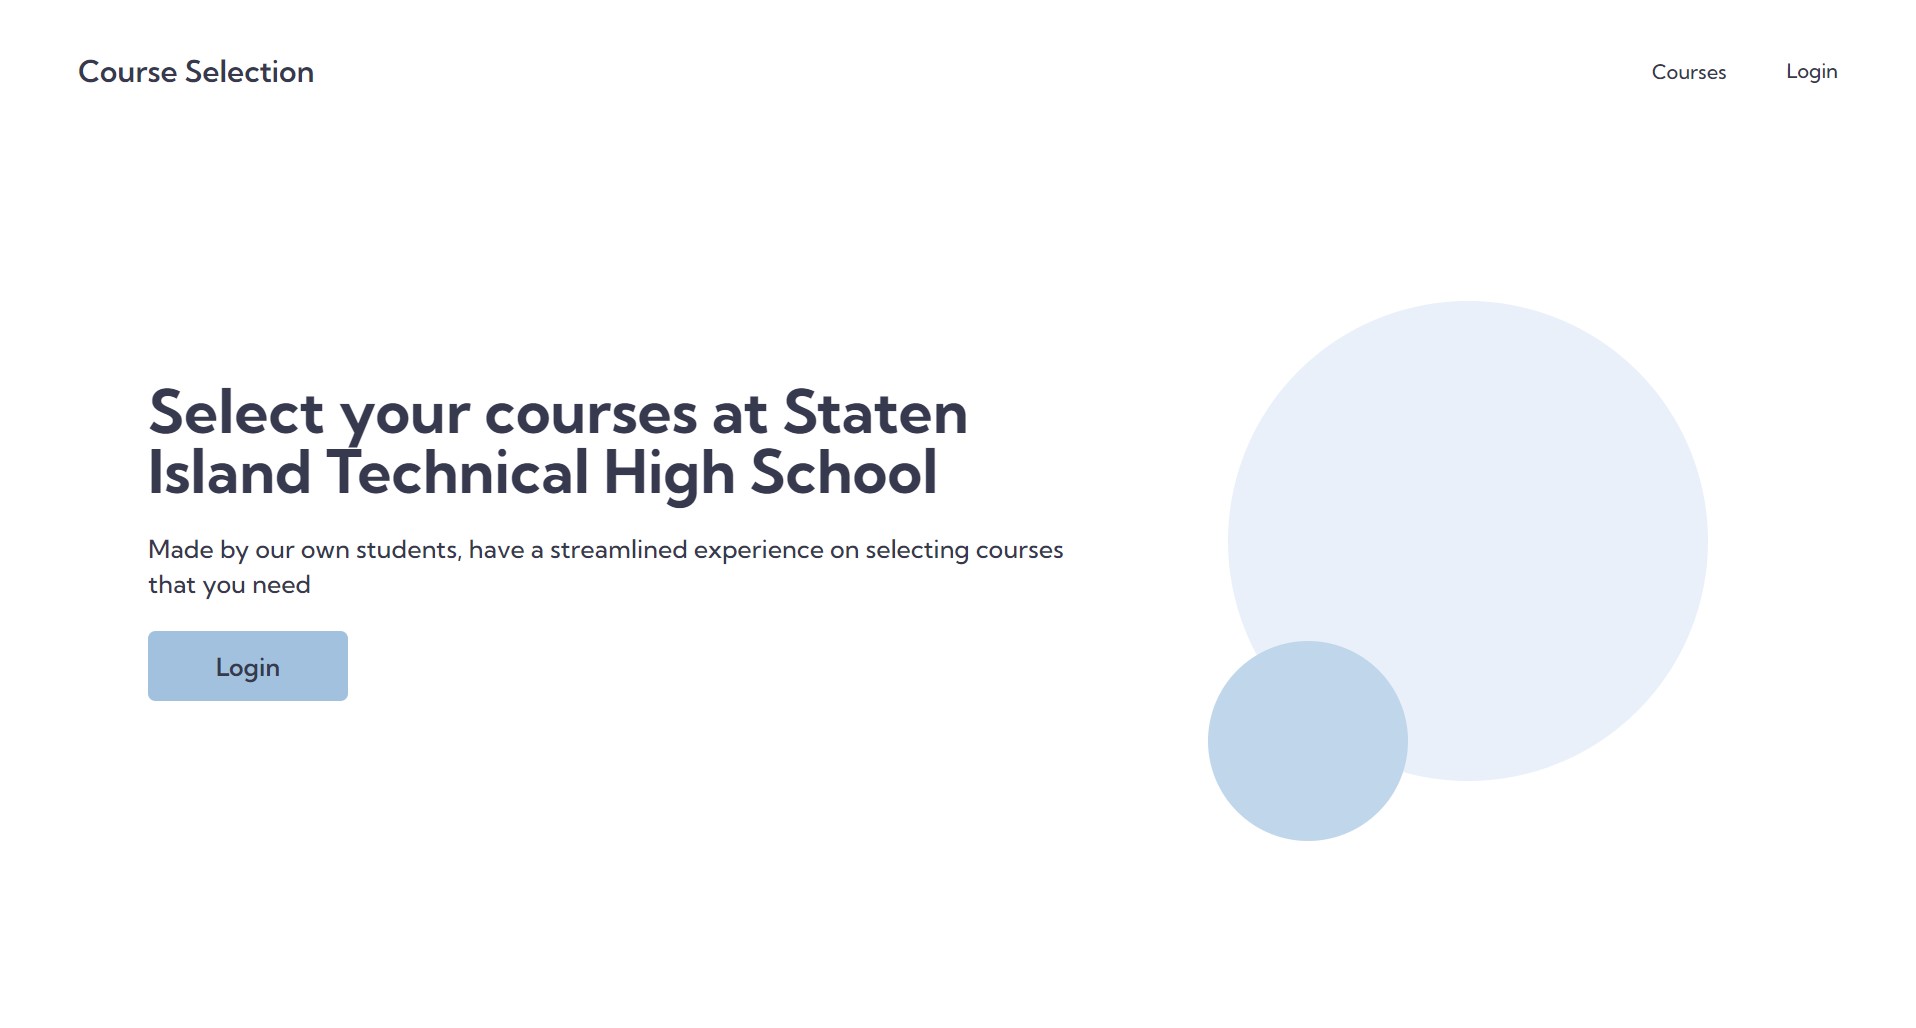 Course Selection
Courses
Login
Select your courses at Staten
Island Technical High School
Made by our own students, have a streamlined experience on selecting courses
that you need
Login